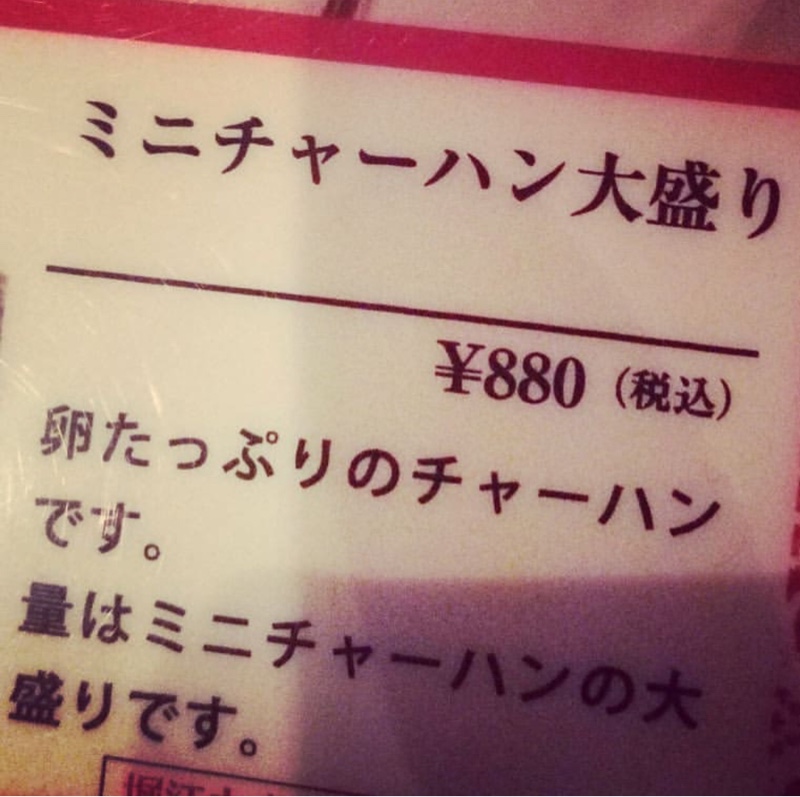 ミニチャーハン大盛り
¥880（税込）
卵たっぷりのチャーハン
です。
量はミニチャーハンの大
盛りです。